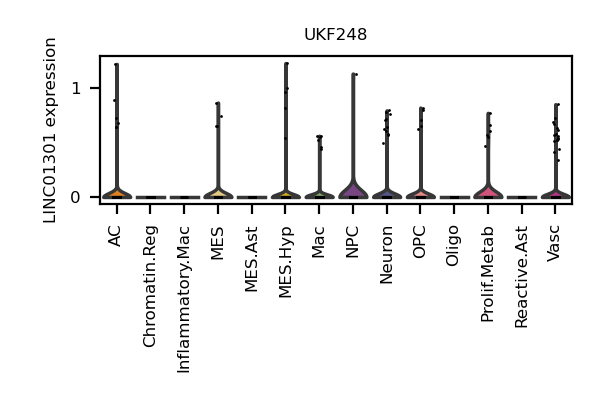 UKF248
LINC01301 expression
1
0
AC
Chromatin.Reg
Inflammatory.Mac
MES
MES.Ast
MES.Hyp
Mac
NPC
Neuron
OPC
Oligo
Prolif.Metab
Reactive.Ast
Vasc